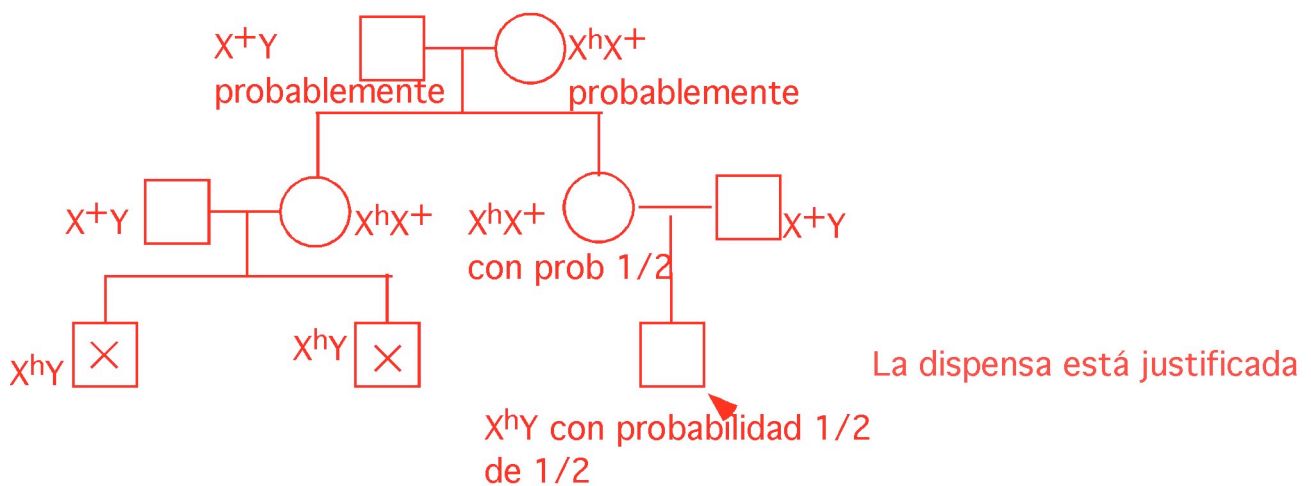 X⁺Y
probablemente
XʰX⁺
probablemente
X⁺Y
XʰX⁺
XʰX⁺
con prob 1/2
X⁺Y
XʰY
XʰY
La dispensa está justificada
XʰY con probabilidad 1/2
de 1/2